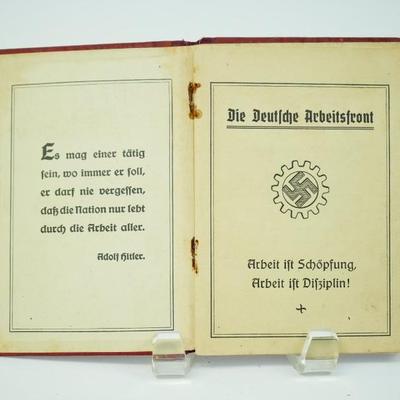 Es mag einer tätig
sein, wo immer er soll,
er darf nie vergessen,
daß die Nation nur lebt
durch die Arbeit aller.
Adolf Hitler.
Die Deutsche Arbeitsfront
Arbeit ist Schöpfung,
Arbeit ist Disziplin!